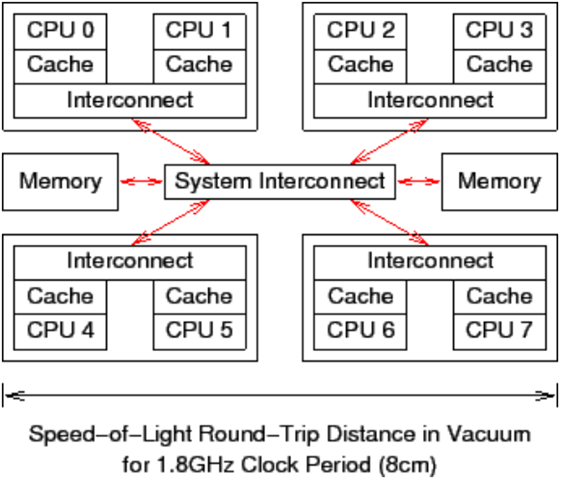 CPU 0 CPU 1 CPU 2 CPU 3
Cache Cache Cache Cache
Interconnect Interconnect
Memory System Interconnect Memory
Interconnect Interconnect
Cache Cache Cache Cache
CPU 4 CPU 5 CPU 6 CPU 7
Speed-of-Light Round-Trip Distance in Vacuum
for 1.8GHz Clock Period (8cm)